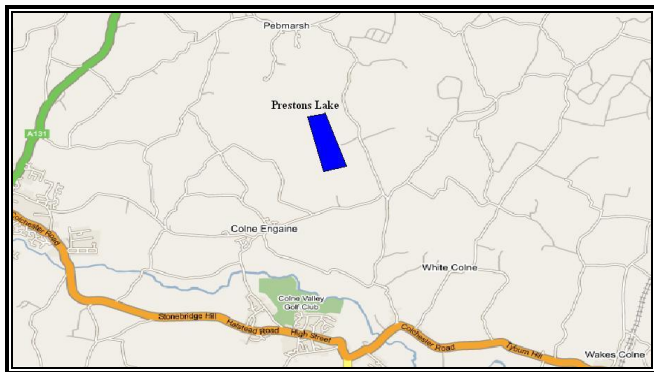 Pebmarsh
Prestons Lake
A131
Colchester Road
Colne Engaine
White Colne
Colne Valley
Golf Club
Stonebridge Hill
Halstead Road
High Street
Colchester Road
Tysum Hill
Wakes Colne